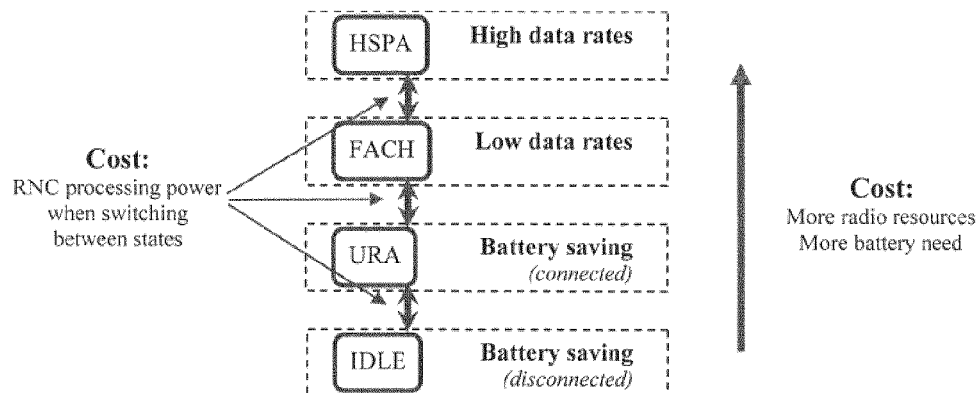 HSPA
High data rates
FACH
Low data rates
Cost:
RNC processing power
when switching
between states
Cost:
More radio resources
More battery need
URA
Battery saving
(connected)
IDLE
Battery saving
(disconnected)